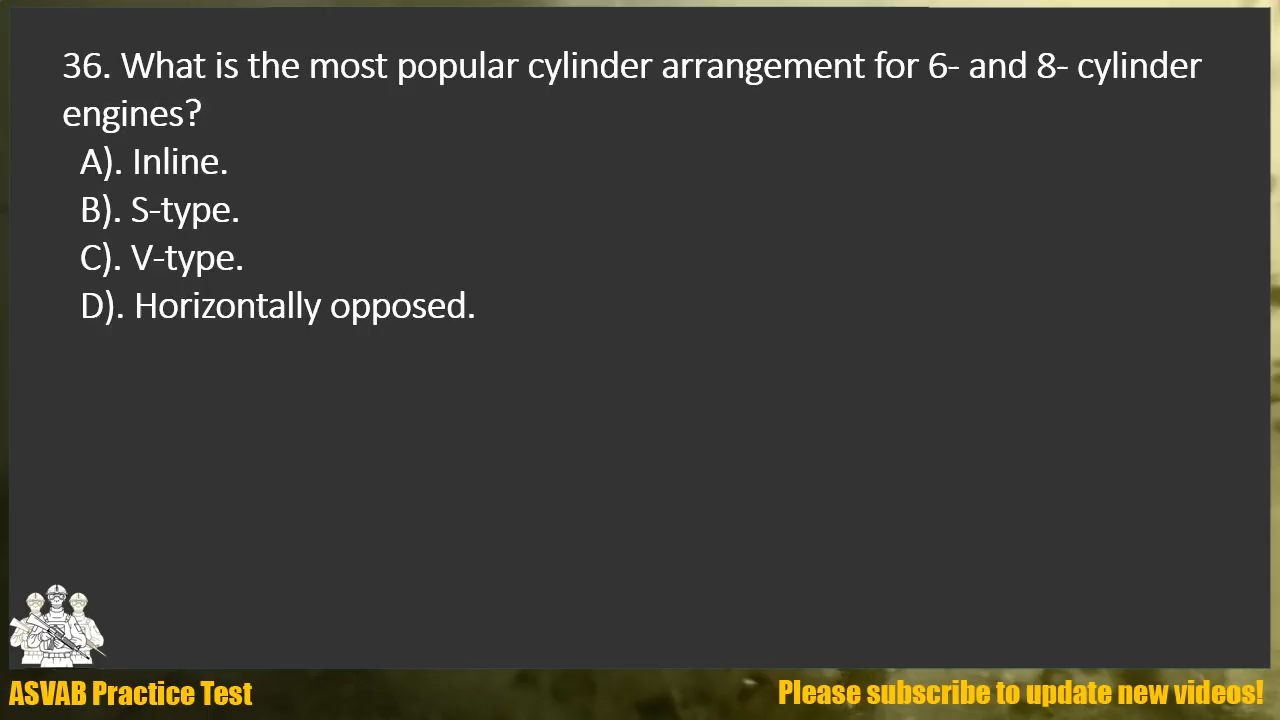 36. What is the most popular cylinder arrangement for 6- and 8- cylinder
engines?
A). Inline.
B). S-type.
C). V-type.
D). Horizontally opposed.
ASVAB Practice Test
Please subscribe to update new videos!